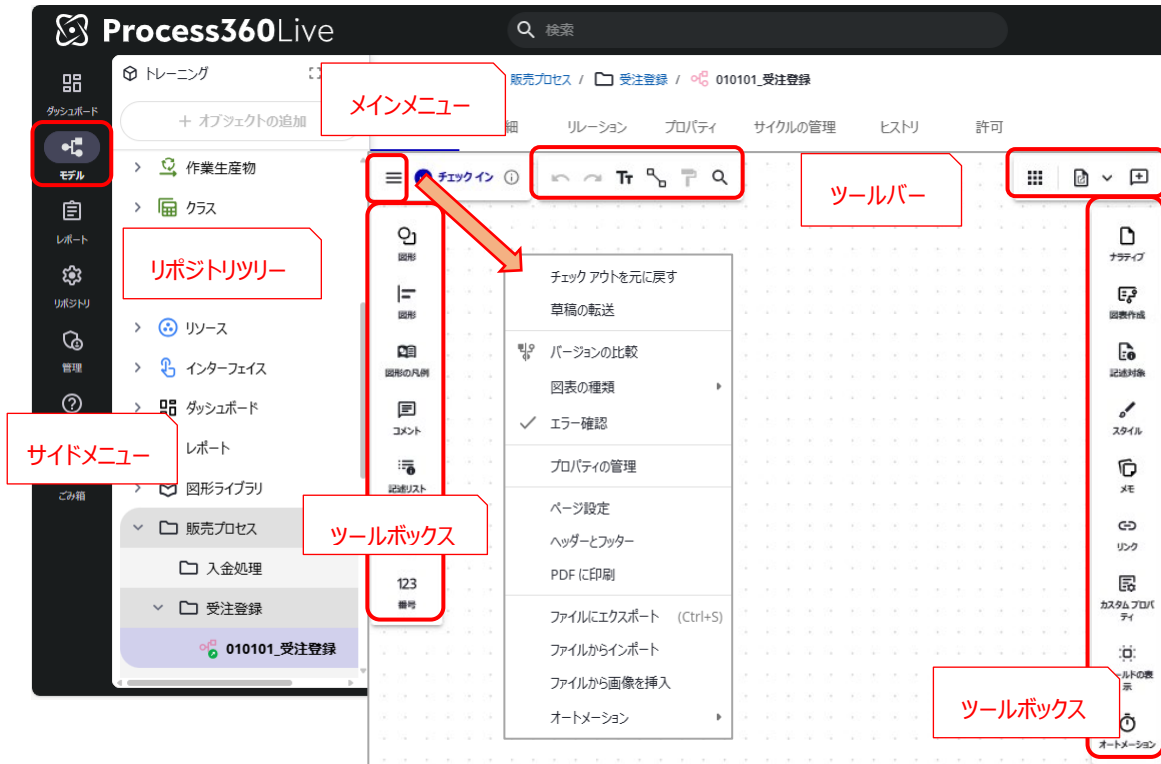 Process360Live
検索
ダッシュボード
モデル
レポート
リポジトリ
管理
ごみ箱
サイドメニュー
トレーニング
オブジェクトの追加
作業生産物
クラス
リポジトリツリー
リソース
インターフェイス
ダッシュボード
レポート
図形ライブラリ
販売プロセス
入金処理
受注登録
010101_受注登録
メインメニュー
販売プロセス / 受注登録 / 010101_受注登録
細 リレーション プロパティ サイクルの管理 ヒストリ 許可
チェックイン
ツールバー
図形
図形
図形の凡例
コメント
記述リスト
ツールボックス
123
番号
チェック アウトを元に戻す
草稿の転送
バージョンの比較
図表の種類
エラー確認
プロパティの管理
ページ設定
ヘッダーとフッター
PDF に印刷
ファイルにエクスポート (Ctrl+S)
ファイルからインポート
ファイルから画像を挿入
オートメーション
ナラティブ
図表作成
記述対象
スタイル
メモ
リンク
カスタム プロパ
ティ
ールドの表
示
ツールボックス
オートメーション